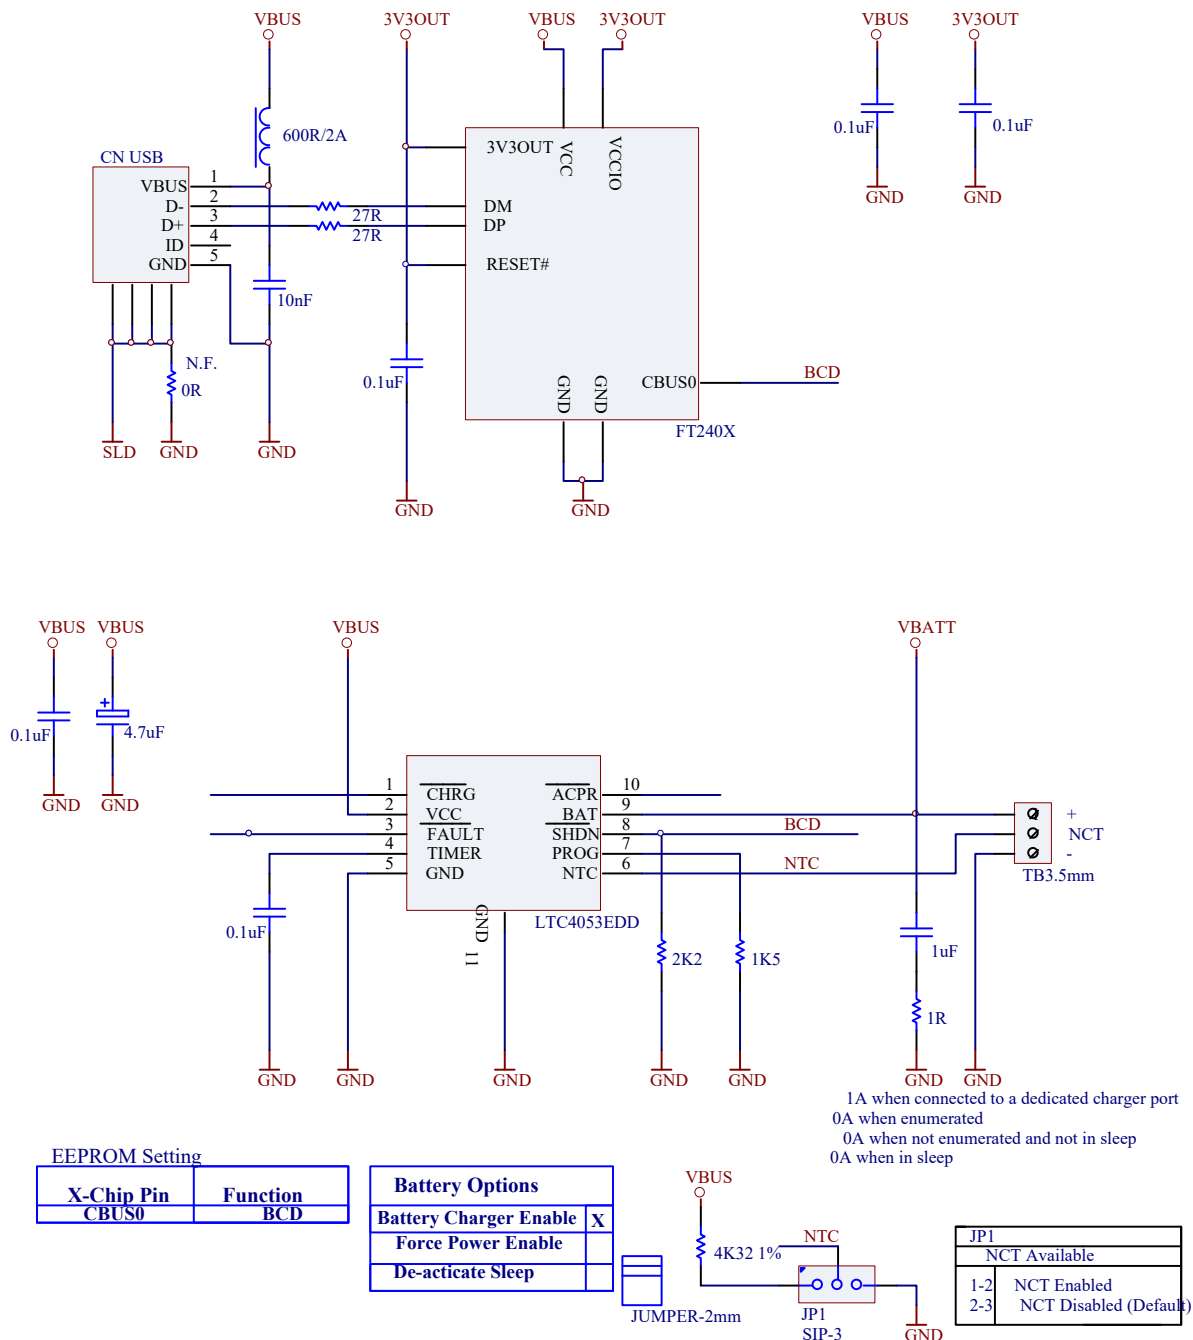 VBUS 3V3OUT VBUS 3V3OUT VBUS 3V3OUT
600R/2A
0.1uF 0.1uF
GND GND
CN USB
VBUS 1
D- 2
D+ 3
ID 4
GND 5
27R
27R
10nF
N.F.
0R
SLD GND GND
0.1uF
GND
3V3OUT
VCC
VCCIO
DM
DP
RESET#
GND
GND
CBUS0
BCD
FT240X
GND
VBUS VBUS VBUS VBATT
0.1uF 4.7uF
GND GND
1 CHRG ACPR 10
2 VCC BAT 9
3 FAULT SHDN 8 BCD
4 TIMER PROG 7
5 GND NTC 6 NTC
GND 11
LTC4053EDD
+
NCT
-
TB3.5mm
0.1uF
2K2 1K5
1uF
1R
GND GND GND GND GND GND GND
1A when connected to a dedicated charger port
0A when enumerated
0A when not enumerated and not in sleep
0A when in sleep
EEPROM Setting
X-Chip Pin Function
CBUS0 BCD
Battery Options
Battery Charger Enable X
Force Power Enable
De-acticate Sleep
JUMPER-2mm
VBUS
4K32 1%
NTC
JP1
SIP-3
GND
JP1
NCT Available
1-2 NCT Enabled
2-3 NCT Disabled (Default)